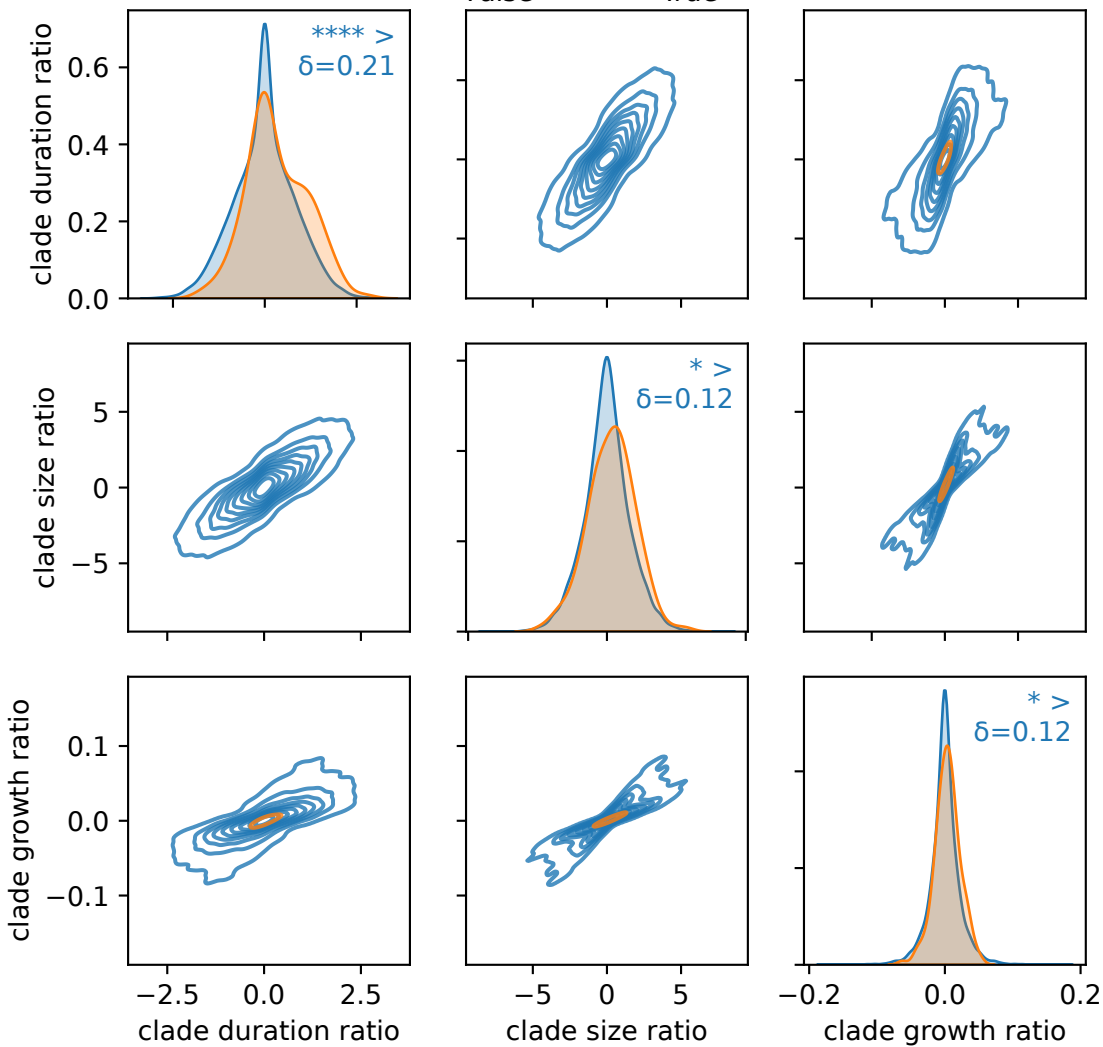 **** >
δ=0.21
clade duration ratio
0.6
0.4
0.2
0.0
* >
δ=0.12
clade size ratio
5
0
−5
* >
δ=0.12
clade growth ratio
0.1
0.0
−0.1
−2.5 0.0 2.5
−5 0 5
−0.2 0.0 0.2
clade duration ratio
clade size ratio
clade growth ratio